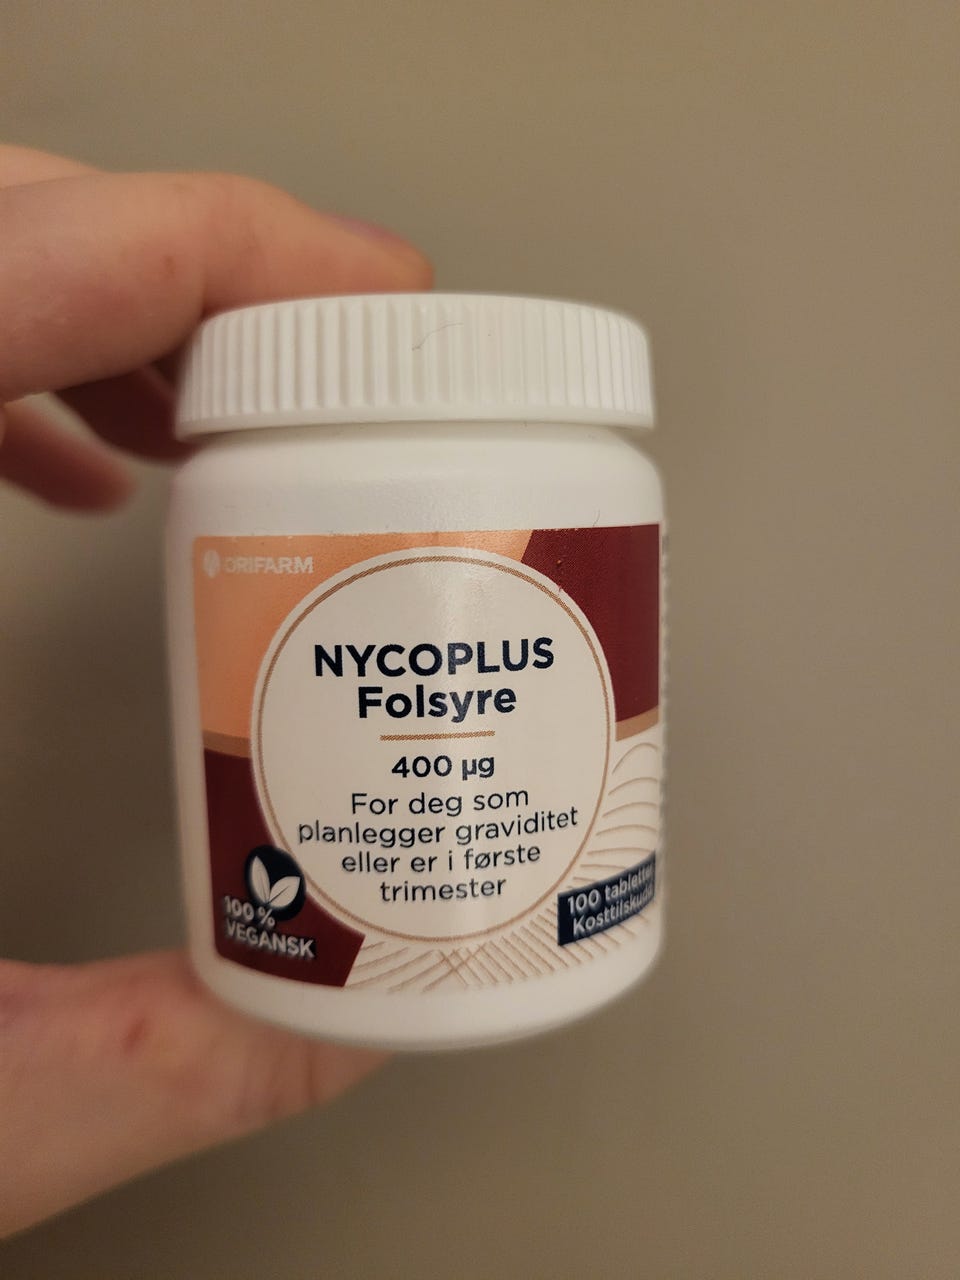 ORIFARM
NYCOPLUS
Folsyre
400 µg
For deg som
planlegger graviditet
eller er i første
trimester
100%
VEGANSK
100 tabletter
Kosttilskudd